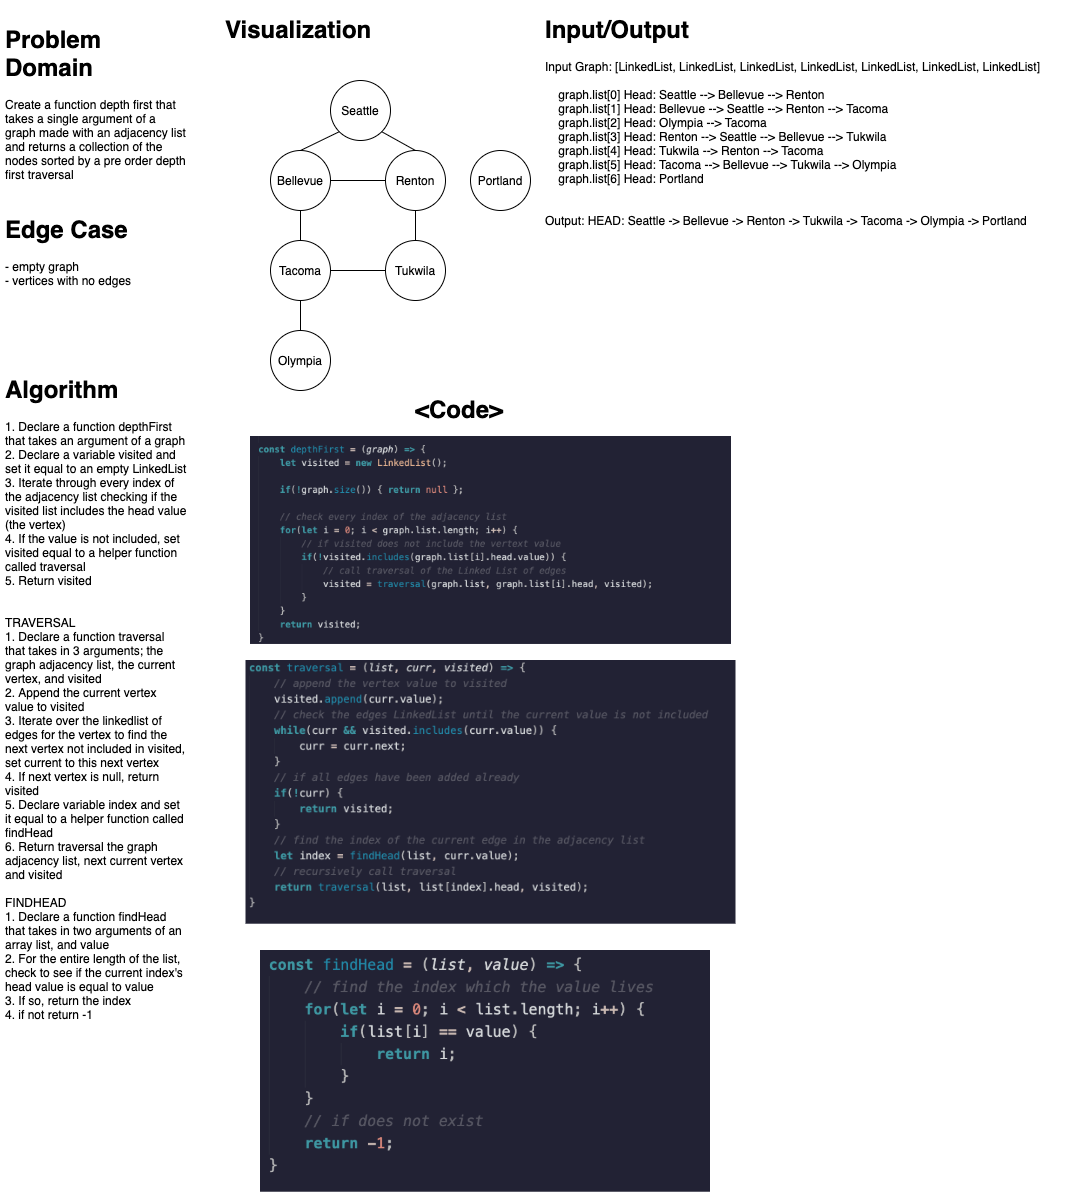 Problem
Domain
Create a function depth first that
takes a single argument of a
graph made with an adjacency list
and returns a collection of the
nodes sorted by a pre order depth
first traversal
Edge Case
- empty graph
- vertices with no edges
Algorithm
1. Declare a function depthFirst
that takes an argument of a graph
2. Declare a variable visited and
set it equal to an empty LinkedList
3. Iterate through every index of
the adjacency list checking if the
visited list includes the head value
(the vertex)
4. If the value is not included, set
visited equal to a helper function
called traversal
5. Return visited
TRAVERSAL
1. Declare a function traversal
that takes in 3 arguments; the
graph adjacency list, the current
vertex, and visited
2. Append the current vertex
value to visited
3. Iterate over the linkedlist of
edges for the vertex to find the
next vertex not included in visited,
set current to this next vertex
4. If next vertex is null, return
visited
5. Declare variable index and set
it equal to a helper function called
findHead
6. Return traversal the graph
adjacency list, next current vertex
and visited
FINDHEAD
1. Declare a function findHead
that takes in two arguments of an
array list, and value
2. For the entire length of the list,
check to see if the current index's
head value is equal to value
3. If so, return the index
4. if not return -1
Visualization
Seattle
Bellevue
Renton
Portland
Tacoma
Tukwila
Olympia
Input/Output
Input Graph: [LinkedList, LinkedList, LinkedList, LinkedList, LinkedList, LinkedList, LinkedList]
graph.list[0] Head: Seattle --> Bellevue --> Renton
graph.list[1] Head: Bellevue --> Seattle --> Renton --> Tacoma
graph.list[2] Head: Olympia --> Tacoma
graph.list[3] Head: Renton --> Seattle --> Bellevue --> Tukwila
graph.list[4] Head: Tukwila --> Renton --> Tacoma
graph.list[5] Head: Tacoma --> Bellevue --> Tukwila --> Olympia
graph.list[6] Head: Portland
Output: HEAD: Seattle -> Bellevue -> Renton -> Tukwila -> Tacoma -> Olympia -> Portland
<Code>
const depthFirst = (graph) => {
let visited = new LinkedList();
if(!graph.size()) { return null };
// check every index of the adjacency list
for(let i = 0; i < graph.list.length; i++) {
// if visited does not include the vertext value
if(!visited.includes(graph.list[i].head.value)) {
// call traversal of the Linked List of edges
visited = traversal(graph.list, graph.list[i].head, visited);
}
}
return visited;
}
const traversal = (list, curr, visited) => {
// append the vertex value to visited
visited.append(curr.value);
// check the edges LinkedList until the current value is not included
while(curr && visited.includes(curr.value)) {
curr = curr.next;
}
// if all edges have been added already
if(!curr) {
return visited;
}
// find the index of the current edge in the adjacency list
let index = findHead(list, curr.value);
// recursively call traversal
return traversal(list, list[index].head, visited);
}
const findHead = (list, value) => {
// find the index which the value lives
for(let i = 0; i < list.length; i++) {
if(list[i] == value) {
return i;
}
}
// if does not exist
return -1;
}